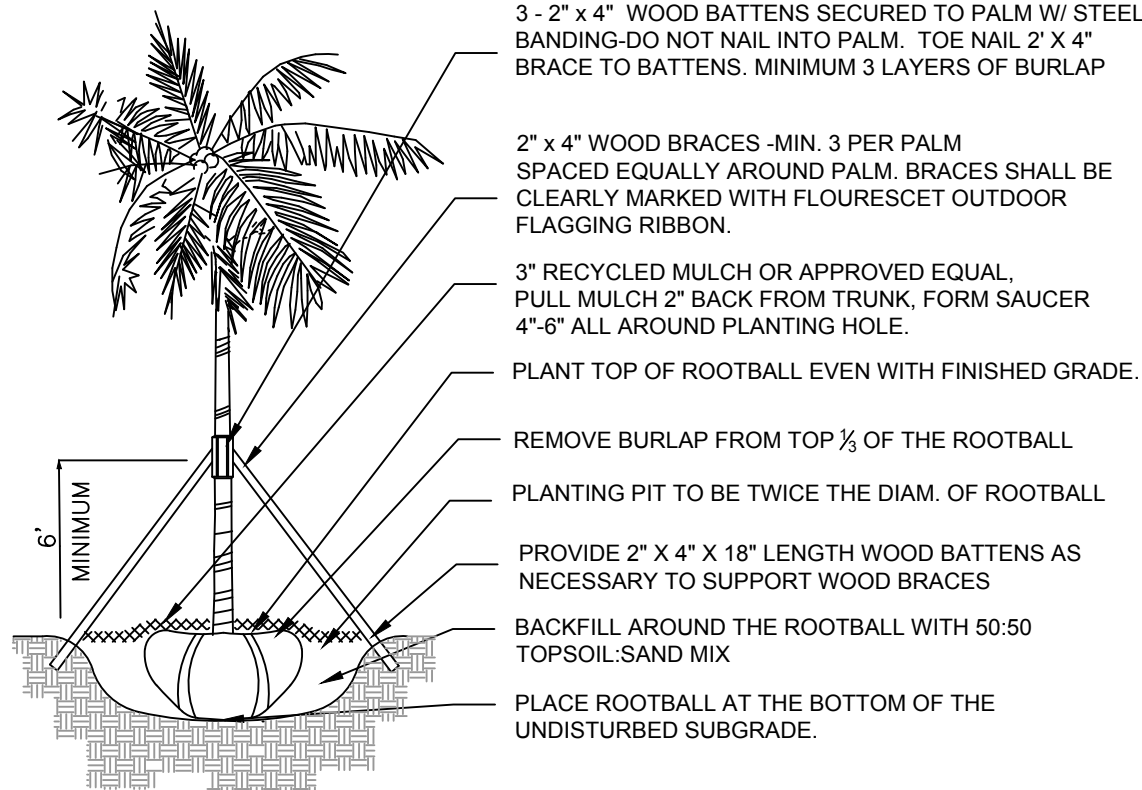 3 - 2" x 4" WOOD BATTENS SECURED TO PALM W/ STEEL
BANDING-DO NOT NAIL INTO PALM. TOE NAIL 2' X 4"
BRACE TO BATTENS. MINIMUM 3 LAYERS OF BURLAP
2" x 4" WOOD BRACES -MIN. 3 PER PALM
SPACED EQUALLY AROUND PALM. BRACES SHALL BE
CLEARLY MARKED WITH FLOURESCET OUTDOOR
FLAGGING RIBBON.
3" RECYCLED MULCH OR APPROVED EQUAL,
PULL MULCH 2" BACK FROM TRUNK, FORM SAUCER
4"-6" ALL AROUND PLANTING HOLE.
PLANT TOP OF ROOTBALL EVEN WITH FINISHED GRADE.
REMOVE BURLAP FROM TOP 1/3 OF THE ROOTBALL
PLANTING PIT TO BE TWICE THE DIAM. OF ROOTBALL
PROVIDE 2" X 4" X 18" LENGTH WOOD BATTENS AS
NECESSARY TO SUPPORT WOOD BRACES
BACKFILL AROUND THE ROOTBALL WITH 50:50
TOPSOIL:SAND MIX
PLACE ROOTBALL AT THE BOTTOM OF THE
UNDISTURBED SUBGRADE.
6'
MINIMUM